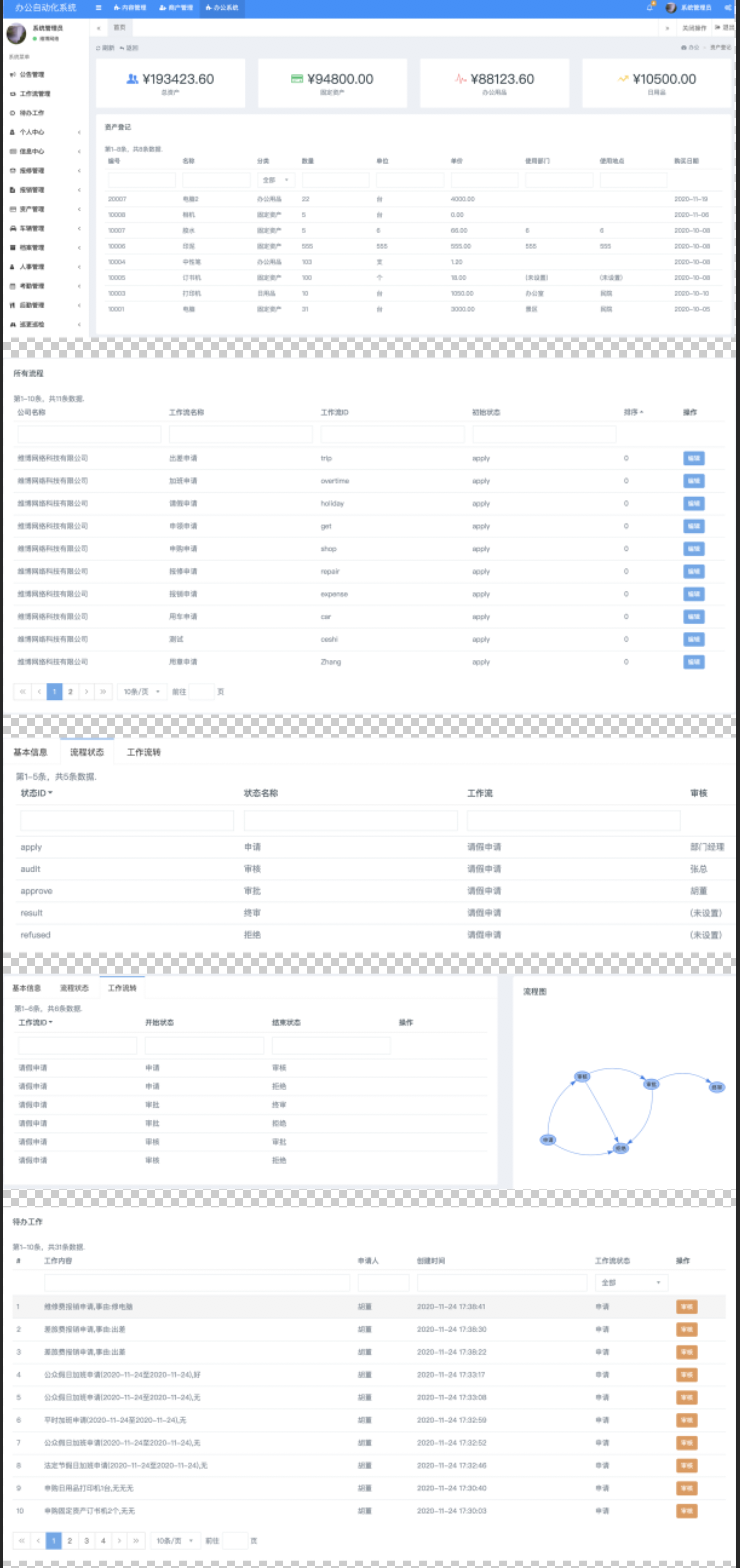 办公自动化系统 内容管理 资产管理 办公系统 系统管理员
系统管理员 首页 关闭操作 退出
维博网络
刷新 返回 办公 资产登记
系统菜单
公告管理
工作流管理
待办工作
个人中心
信息中心
报修管理
报销管理
资产管理
车辆管理
档案管理
人事管理
考勤管理
后勤管理
巡更巡检
¥193423.60 ¥94800.00 ¥88123.60 ¥10500.00
总资产 固定资产 办公用品 日用品
资产登记
第1-8条, 共8条数据.
编号 名称 分类 数量 单位 单价 使用部门 使用地点 购买日期
全部
20007 电脑2 办公用品 22 台 4000.00 2020-11-19
10008 相机 固定资产 5 台 0.00 2020-11-06
10007 胶水 固定资产 5 6 66.00 6 6 2020-10-08
10006 印泥 固定资产 555 555 555.00 555 555 2020-10-08
10004 中性笔 办公用品 103 支 1.20 2020-10-08
10005 订书机 固定资产 100 个 18.00 (未设置) (未设置) 2020-10-08
10003 打印机 日用品 10 台 1050.00 办公室 2020-10-10
10001 电脑 固定资产 31 台 3000.00 2020-10-05
所有流程
第1-10条, 共11条数据.
公司名称 工作流名称 工作流ID 初始状态 排序 操作
维博网络科技有限公司 出差申请 trip apply 0 编辑
维博网络科技有限公司 加班申请 overtime apply 0 编辑
维博网络科技有限公司 请假申请 holiday apply 0 编辑
维博网络科技有限公司 申领申请 get apply 0 编辑
维博网络科技有限公司 申购申请 shop apply 0 编辑
维博网络科技有限公司 报修申请 repair apply 0 编辑
维博网络科技有限公司 报销申请 expense apply 0 编辑
维博网络科技有限公司 用车申请 car apply 0 编辑
维博网络科技有限公司 测试 ceshi apply 0 编辑
维博网络科技有限公司 用章申请 Zhang apply 0 编辑
« ‹ 1 2 › » 10条/页 前往 页
基本信息 流程状态 工作流转
第1-5条, 共5条数据.
状态ID 状态名称 工作流 审核
apply 申请 请假申请 部门经理
audit 审核 请假申请 张总
approve 审批 请假申请 胡董
result 终审 请假申请 (未设置)
refused 拒绝 请假申请 (未设置)
基本信息 流程状态 工作流转 流程图
第1-6条, 共6条数据.
工作流ID 开始状态 结束状态 操作
请假申请 申请 审核
请假申请 申请 拒绝
请假申请 审批 终审
请假申请 审批 拒绝
请假申请 审核 审批
请假申请 审核 拒绝
审核
审批
终审
申请
拒绝
待办工作
第1-10条, 共31条数据.
# 工作内容 申请人 创建时间 工作流状态 操作
全部
1 维修费报销申请,事由:修电脑 胡董 2020-11-24 17:38:41 申请 审核
2 差旅费报销申请,事由:出差 胡董 2020-11-24 17:38:30 申请 审核
3 差旅费报销申请,事由:出差 胡董 2020-11-24 17:38:22 申请 审核
4 公众假日加班申请(2020-11-24至2020-11-24),好 胡董 2020-11-24 17:33:17 申请 审核
5 公众假日加班申请(2020-11-24至2020-11-24),无 胡董 2020-11-24 17:33:08 申请 审核
6 平时加班申请(2020-11-24至2020-11-24),无 胡董 2020-11-24 17:32:59 申请 审核
7 公众假日加班申请(2020-11-24至2020-11-24),无 胡董 2020-11-24 17:32:52 申请 审核
8 法定节假日加班申请(2020-11-24至2020-11-24),无 胡董 2020-11-24 17:32:46 申请 审核
9 申购日用品打印机1台,无无无 胡董 2020-11-24 17:30:40 申请 审核
10 申购固定资产订书机2个,无无 胡董 2020-11-24 17:30:03 申请 审核
« ‹ 1 2 3 4 › » 10条/页 前往 页